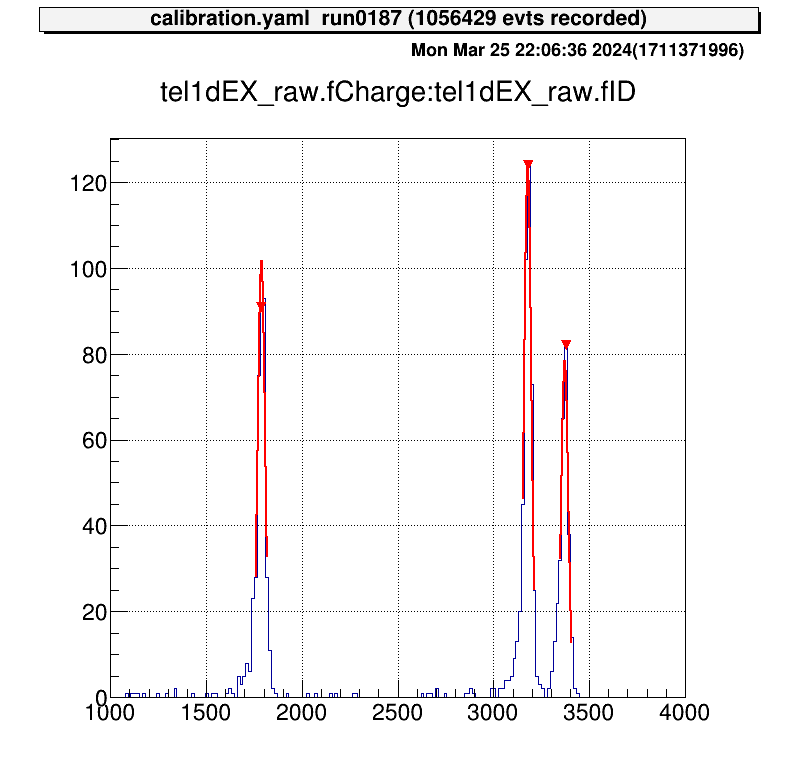 calibration.yaml run0187 (1056429 evts recorded)
Mon Mar 25 22:06:36 2024(1711371996)
tel1dEX_raw.fCharge:tel1dEX_raw.fID
120
100
80
60
40
20
0
1000 1500 2000 2500 3000 3500 4000